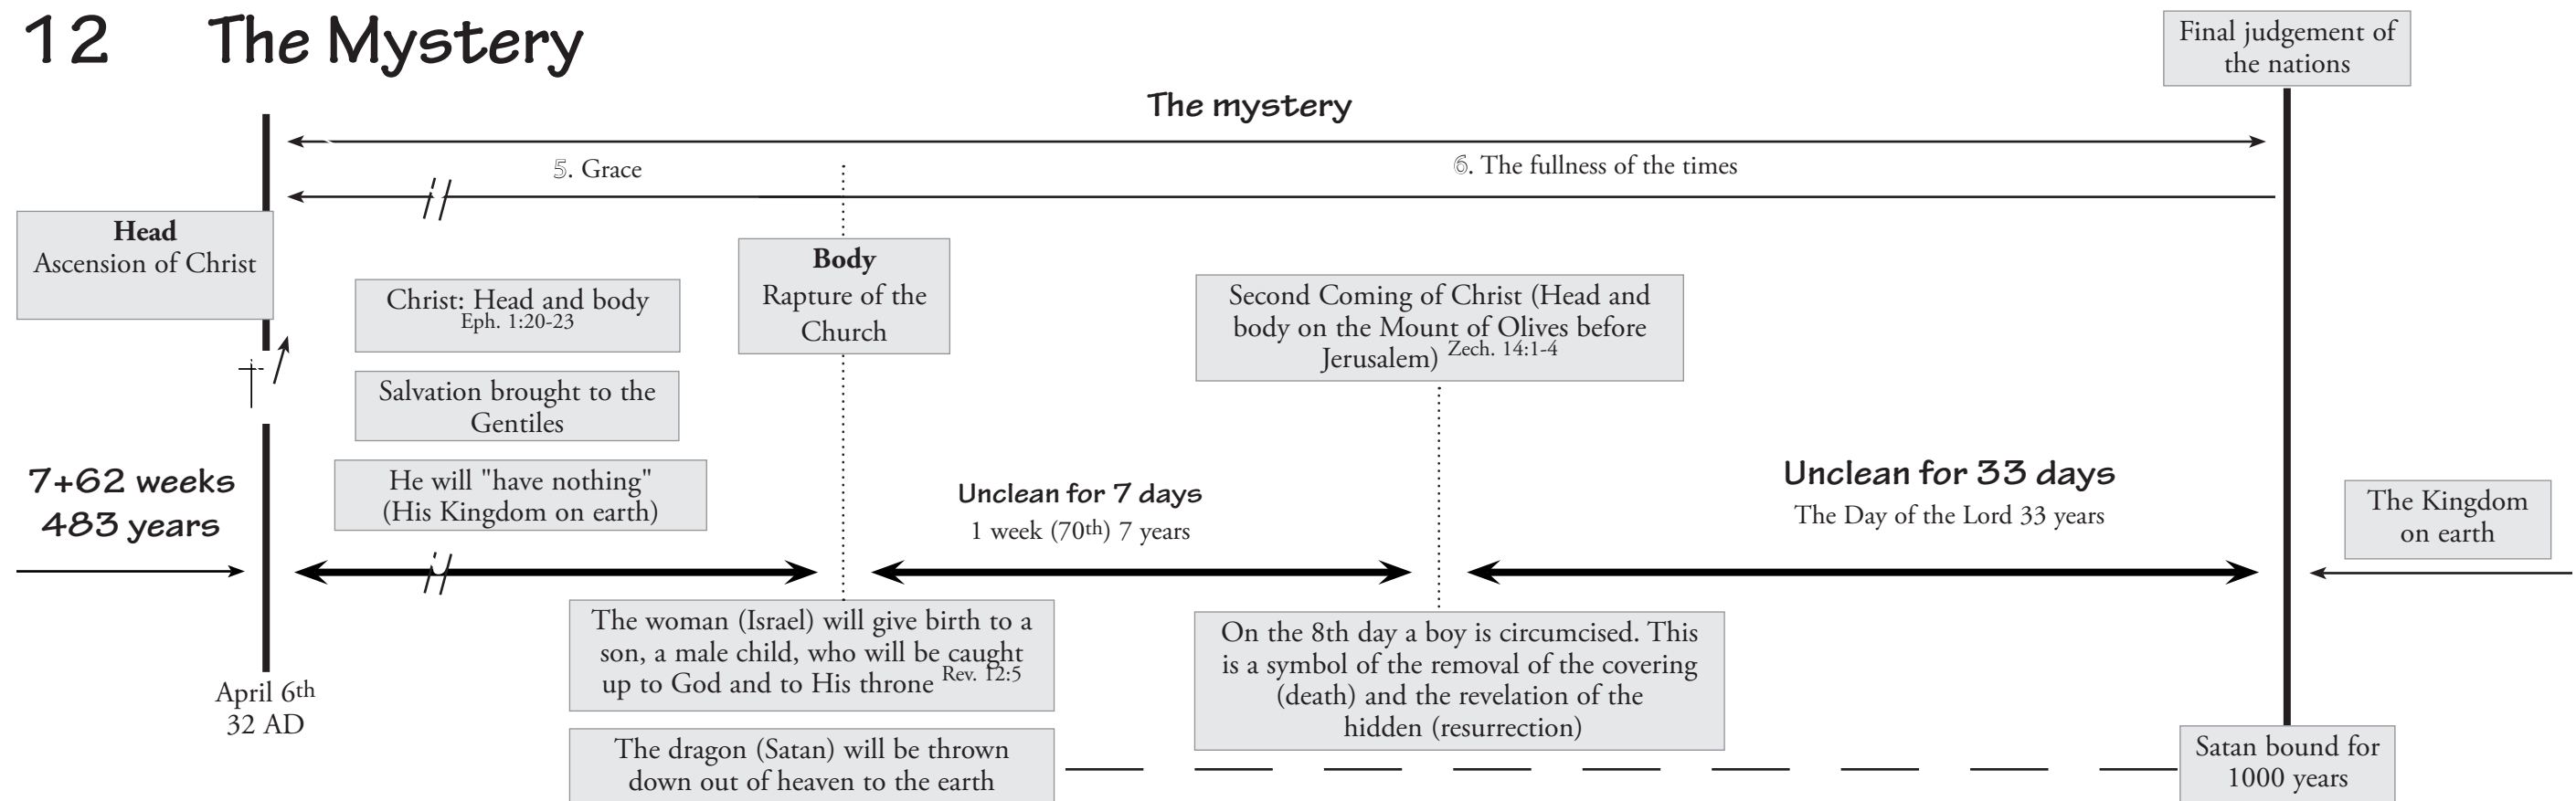 12 The Mystery
Final judgement of
the nations
The mystery
5. Grace
6. The fullness of the times
Head
Ascension of Christ
Body
Rapture of the
Church
Christ: Head and body
Eph. 1:20-23
Second Coming of Christ (Head and
body on the Mount of Olives before
Jerusalem) Zech. 14:1-4
Salvation brought to the
Gentiles
He will "have nothing"
(His Kingdom on earth)
7+62 weeks
483 years
Unclean for 7 days
1 week (70th) 7 years
Unclean for 33 days
The Day of the Lord 33 years
The Kingdom
on earth
The woman (Israel) will give birth to a
son, a male child, who will be caught
up to God and to His throne Rev. 12:5
On the 8th day a boy is circumcised. This
is a symbol of the removal of the covering
(death) and the revelation of the
hidden (resurrection)
April 6th
32 AD
The dragon (Satan) will be thrown
down out of heaven to the earth
Satan bound for
1000 years